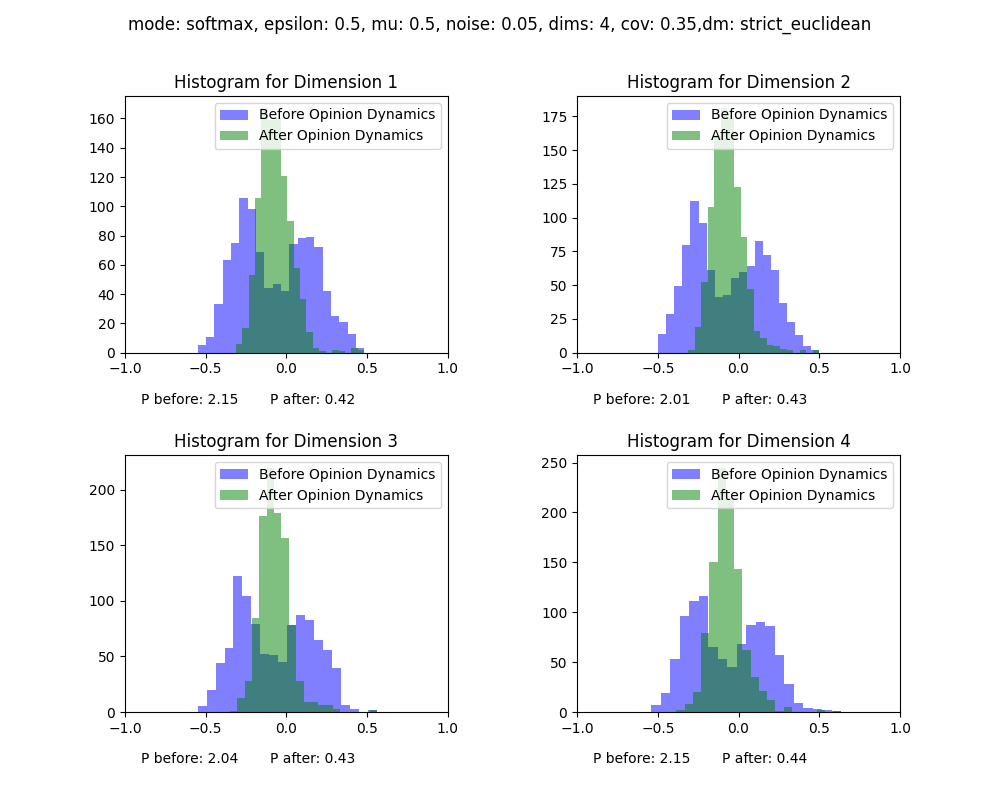 mode: softmax, epsilon: 0.5, mu: 0.5, noise: 0.05, dims: 4, cov: 0.35,dm: strict_euclidean
Histogram for Dimension 1
Before Opinion Dynamics
After Opinion Dynamics
160
140
120
100
80
60
40
20
0
−1.0 −0.5 0.0 0.5 1.0
P before: 2.15 P after: 0.42
Histogram for Dimension 2
Before Opinion Dynamics
After Opinion Dynamics
175
150
125
100
75
50
25
0
−1.0 −0.5 0.0 0.5 1.0
P before: 2.01 P after: 0.43
Histogram for Dimension 3
Before Opinion Dynamics
After Opinion Dynamics
200
150
100
50
0
−1.0 −0.5 0.0 0.5 1.0
P before: 2.04 P after: 0.43
Histogram for Dimension 4
Before Opinion Dynamics
After Opinion Dynamics
250
200
150
100
50
0
−1.0 −0.5 0.0 0.5 1.0
P before: 2.15 P after: 0.44